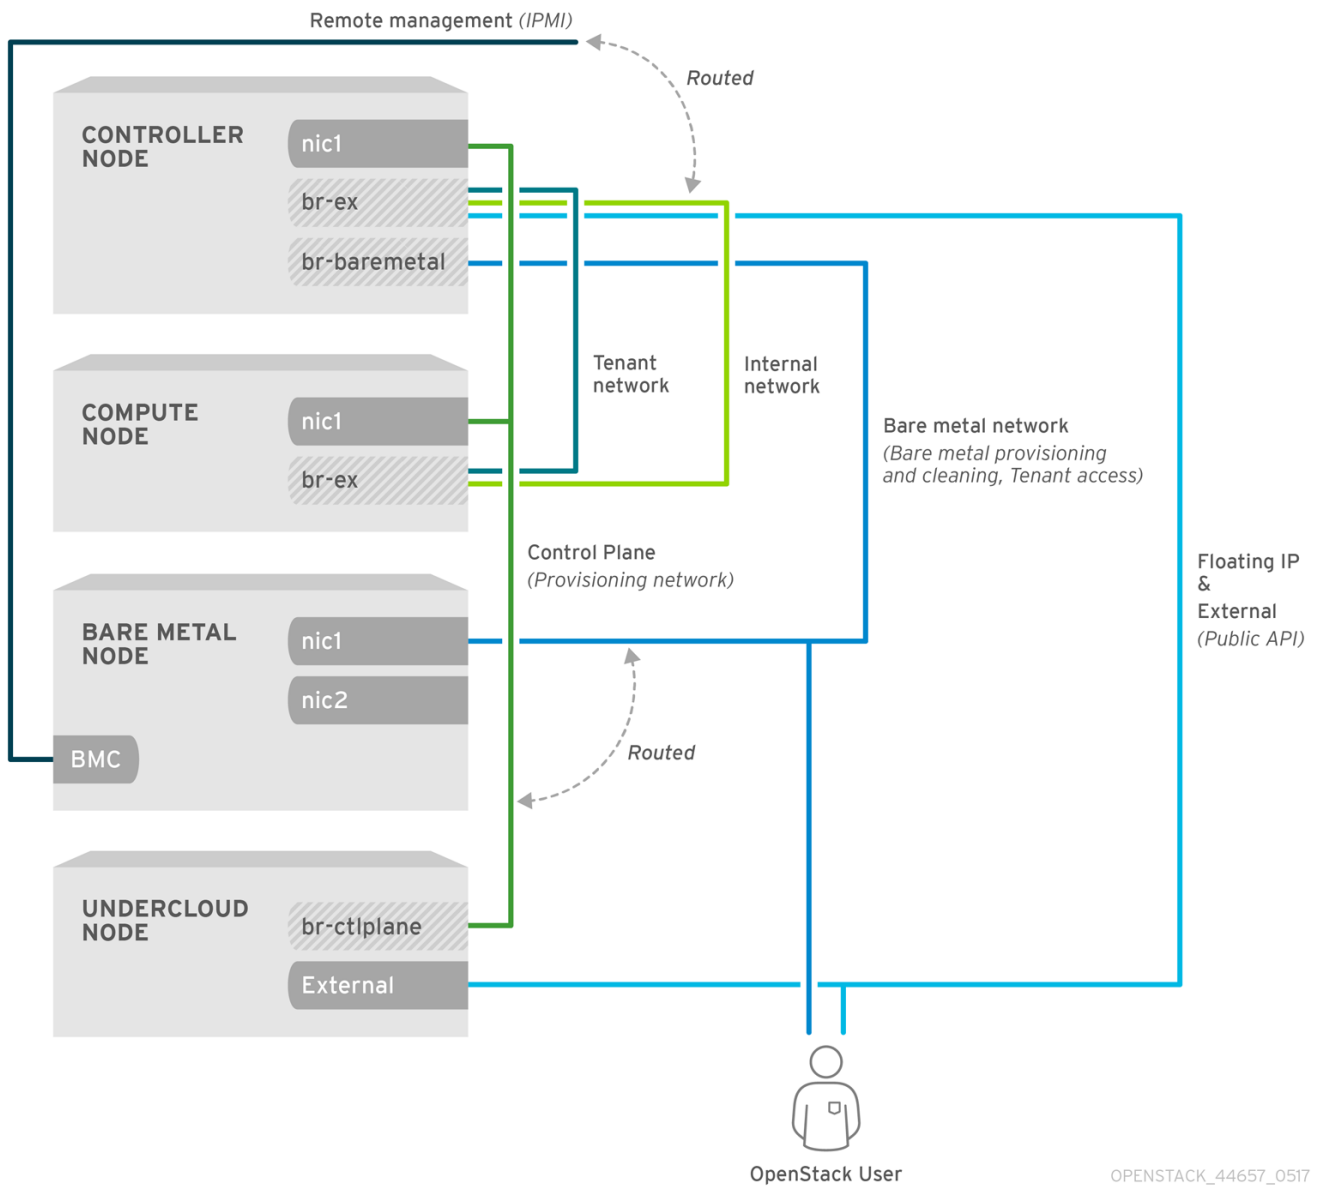 Remote management (IPMI)
Routed
CONTROLLER
NODE
nic1
br-ex
br-baremetal
COMPUTE
NODE
nic1
br-ex
Tenant
network
Internal
network
Bare metal network
(Bare metal provisioning
and cleaning, Tenant access)
Control Plane
(Provisioning network)
Floating IP
&
External
(Public API)
BARE METAL
NODE
nic1
nic2
BMC
Routed
UNDERCLOUD
NODE
br-ctlplane
External
OpenStack User
OPENSTACK_44657_0517